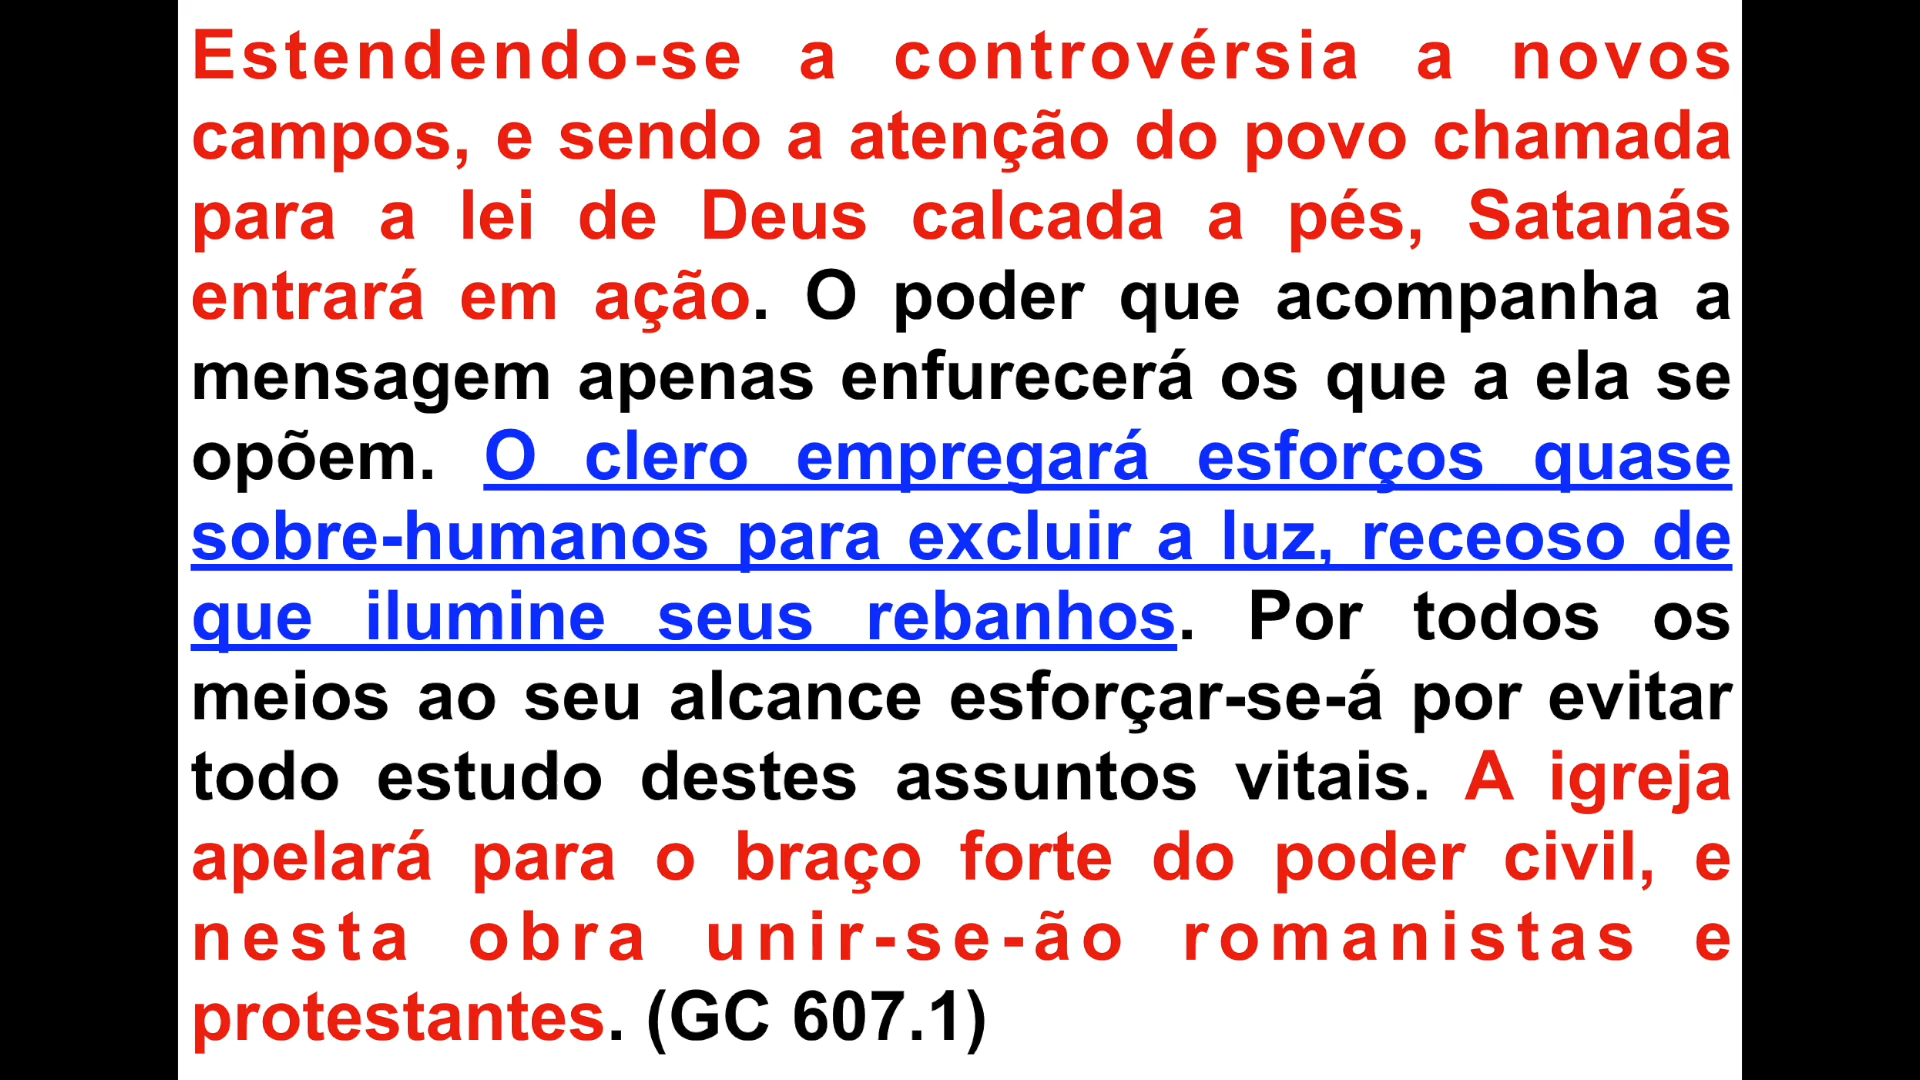 Estendendo-se a controvérsia a novos
campos, e sendo a atenção do povo chamada
para a lei de Deus calcada a pés, Satanás
entrará em ação. O poder que acompanha a
mensagem apenas enfurecerá os que a ela se
opõem. O clero empregará esforços quase
sobre-humanos para excluir a luz, receoso de
que ilumine seus rebanhos. Por todos os
meios ao seu alcance esforçar-se-á por evitar
todo estudo destes assuntos vitais. A igreja
apelará para o braço forte do poder civil, e
nesta obra unir-se-ão romanistas e
protestantes. (GC 607.1)